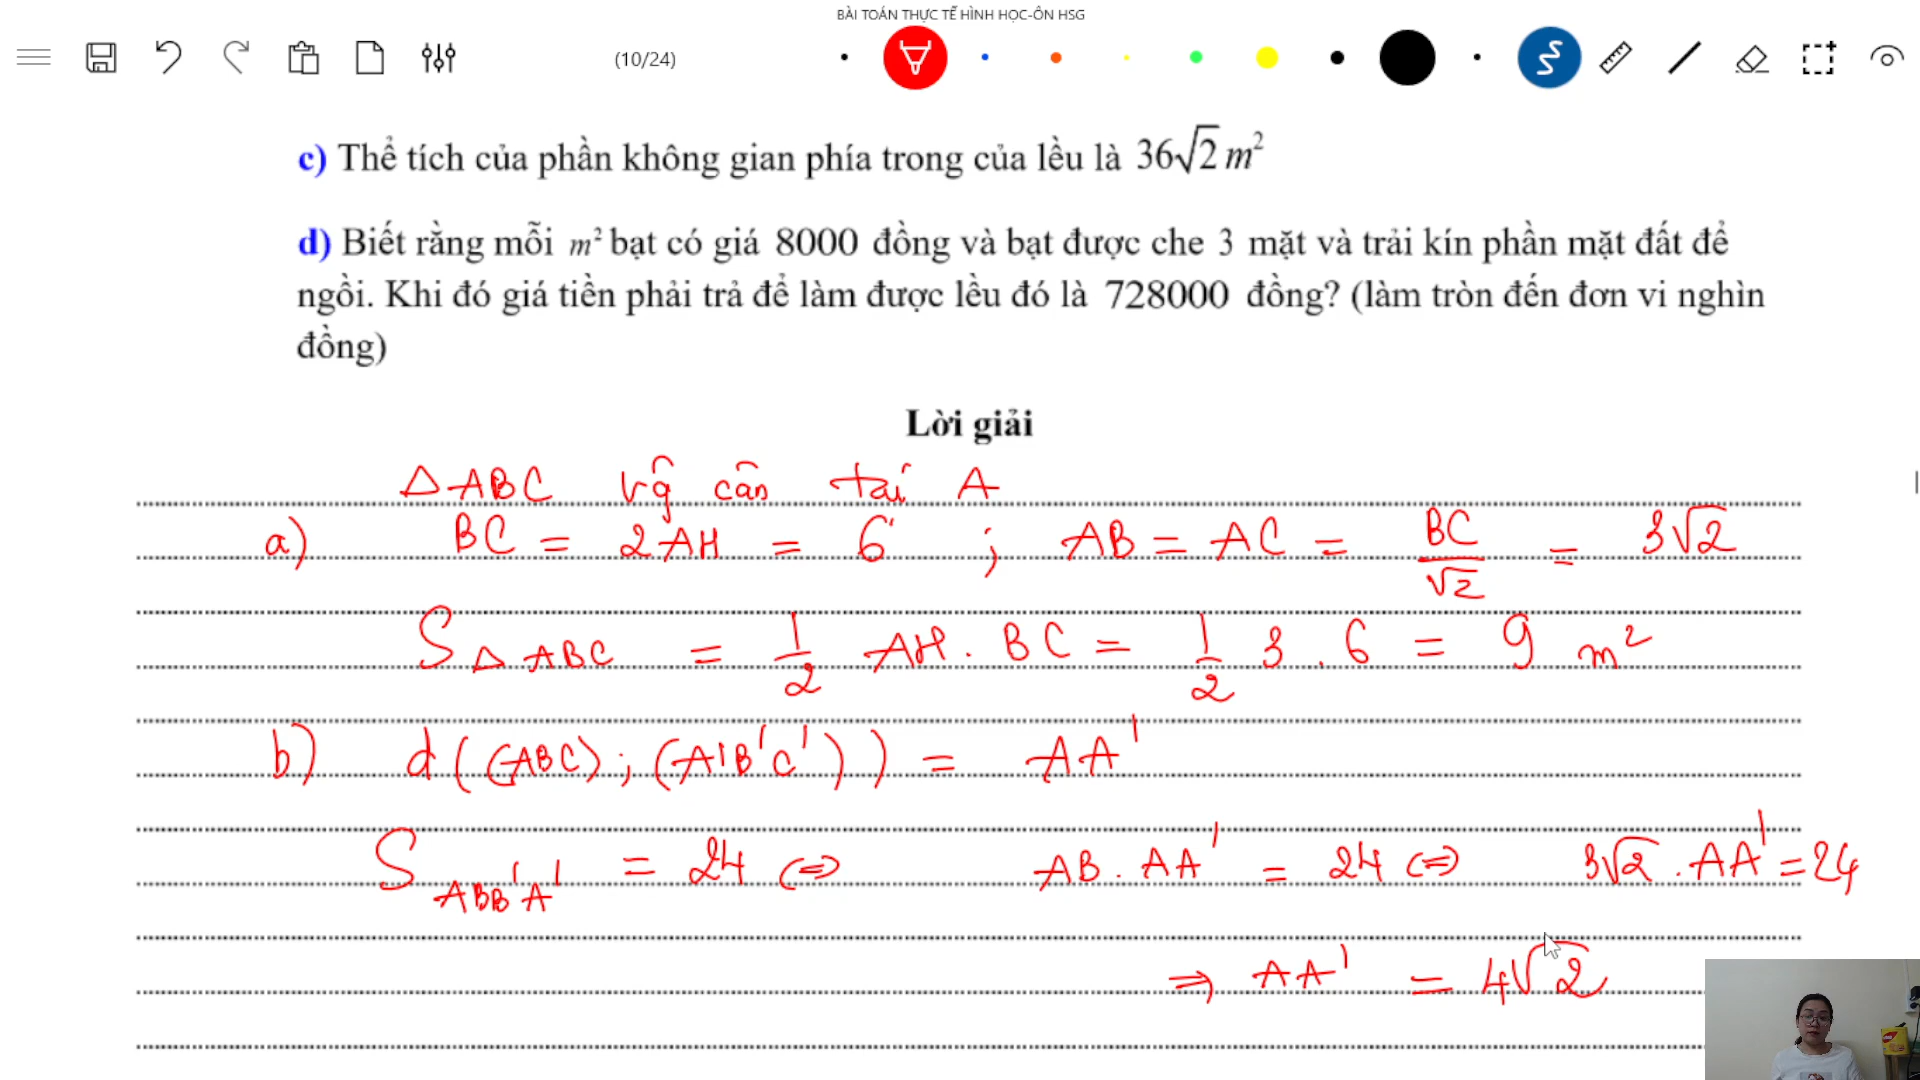 BÀI TOÁN THỰC TẾ HÌNH HỌC-ÔN HSG
(10/24)
c) Thể tích của phần không gian phía trong của lều là 36√2 m²
d) Biết rằng mỗi m² bạt có giá 8000 đồng và bạt được che 3 mặt và trải kín phần mặt đất để
ngồi. Khi đó giá tiền phải trả để làm được lều đó là 728000 đồng? (làm tròn đến đơn vi nghìn
đồng)
Lời giải
Δ ABC vĝ cân tại A
a) BC = 2AH = 6 ; AB = AC = BC/√2 = 3√2
S Δ ABC = 1/2 AH . BC = 1/2 3 . 6 = 9 m²
b) d((ABC); (A'B'C')) = AA'
S ABB'A' = 24 ⇔ AB . AA' = 24 ⇔ 3√2 . AA' = 24
⇒ AA' = 4√2